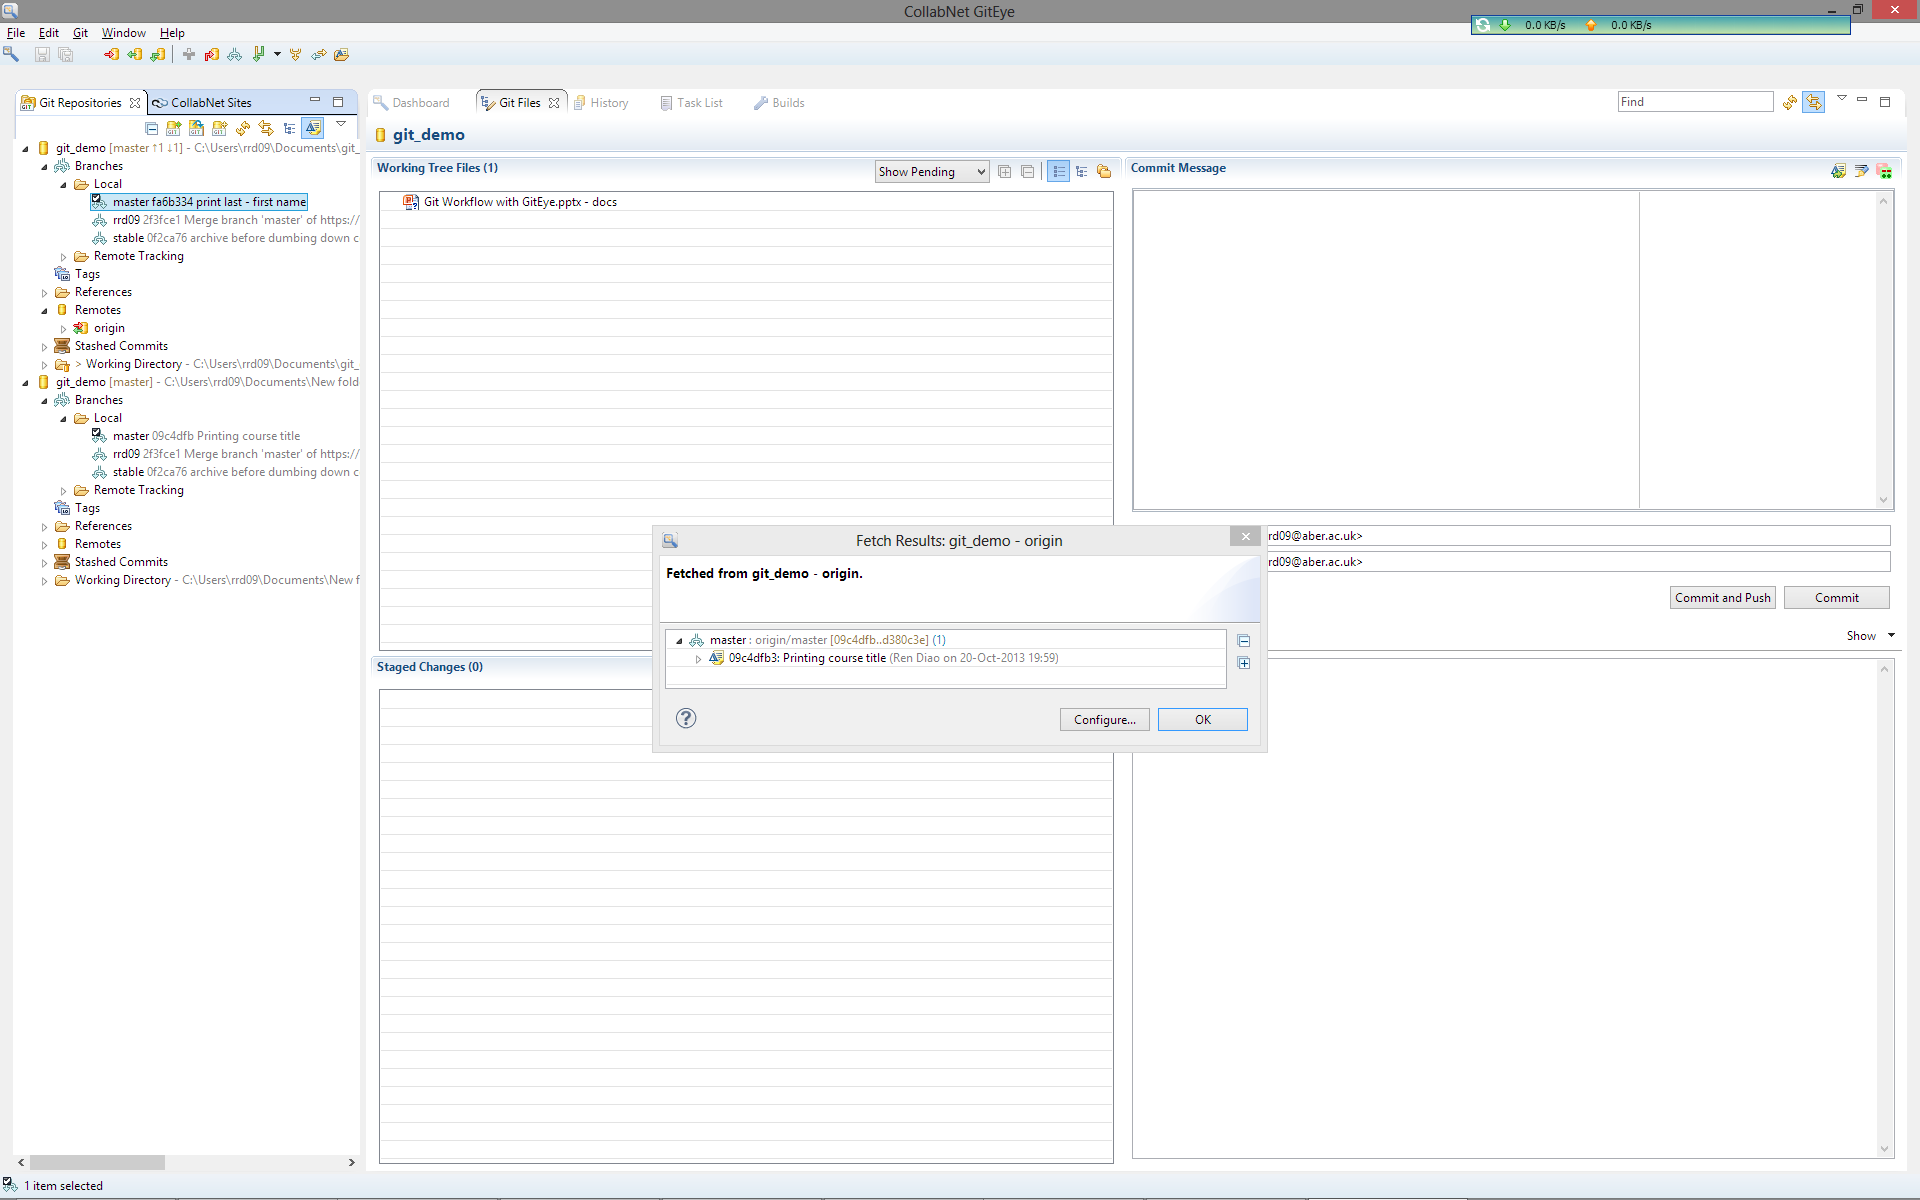 CollabNet GitEye
File Edit Git Window Help
0.0 KB/s 0.0 KB/s
Git Repositories CollabNet Sites
git_demo [master ↑1 ↓1] - C:\Users\rrd09\Documents\git_
Branches
Local
master fa6b334 print last - first name
rrd09 2f3fce1 Merge branch 'master' of https://
stable 0f2ca76 archive before dumbing down c
Remote Tracking
Tags
References
Remotes
origin
Stashed Commits
> Working Directory - C:\Users\rrd09\Documents\git_
git_demo [master] - C:\Users\rrd09\Documents\New fold
Branches
Local
master 09c4dfb Printing course title
rrd09 2f3fce1 Merge branch 'master' of https://
stable 0f2ca76 archive before dumbing down c
Remote Tracking
Tags
References
Remotes
Stashed Commits
Working Directory - C:\Users\rrd09\Documents\New f
Dashboard Git Files History Task List Builds
Find
git_demo
Working Tree Files (1)
Show Pending
Git Workflow with GitEye.pptx - docs
Staged Changes (0)
Commit Message
rd09@aber.ac.uk>
rd09@aber.ac.uk>
Commit and Push Commit
Show
Fetch Results: git_demo - origin
Fetched from git_demo - origin.
master : origin/master [09c4dfb..d380c3e] (1)
09c4dfb3: Printing course title (Ren Diao on 20-Oct-2013 19:59)
Configure... OK
1 item selected